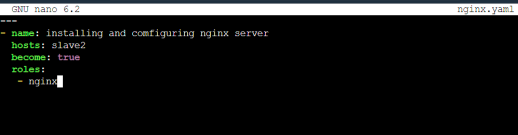 GNU nano 6.2 nginx.yaml
---
- name: installing and comfiguring nginx server
  hosts: slave2
  become: true
  roles:
   - nginx